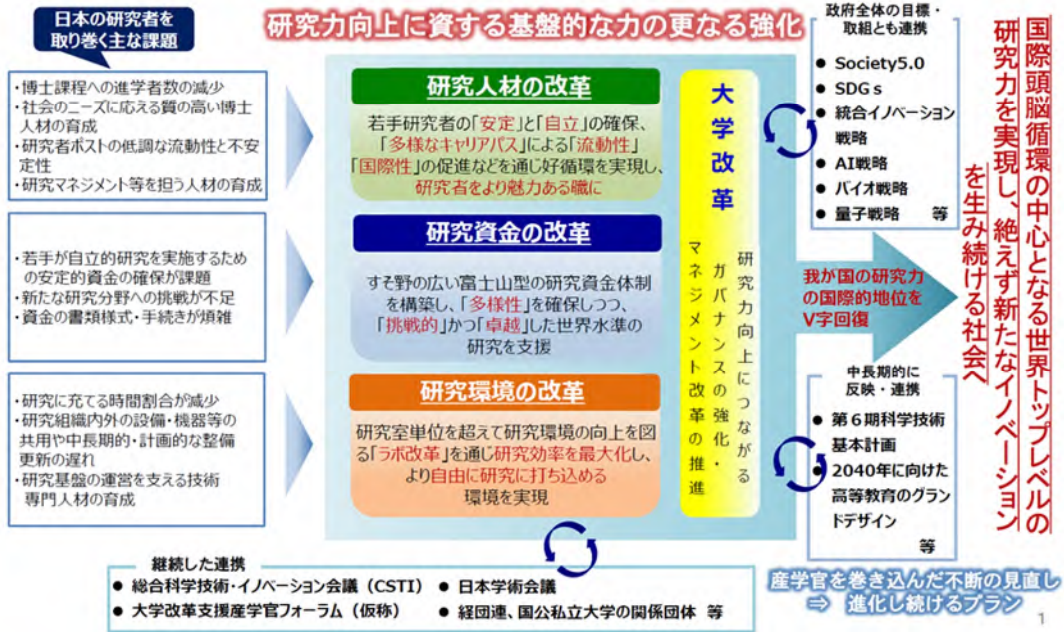 研究力向上に資する基盤的な力の更なる強化
日本の研究者を
取り巻く主な課題
・博士課程への進学者数の減少
・社会のニーズに応える質の高い博士
人材の育成
・研究者ポストの低調な流動性と不安
定性
・研究マネジメント等を担う人材の育成
・若手が自立的研究を実施するため
の安定的資金の確保が課題
・新たな研究分野への挑戦が不足
・資金の書類様式・手続きが煩雑
・研究に充てる時間割合が減少
・研究組織内外の設備・機器等の
共用や中長期的・計画的な整備
更新の遅れ
・研究基盤の運営を支える技術
専門人材の育成
研究人材の改革
若手研究者の「安定」と「自立」の確保、
「多様なキャリアパス」による「流動性」
「国際性」の促進などを通じ好循環を実現し、
研究者をより魅力ある職に
研究資金の改革
すそ野の広い富士山型の研究資金体制
を構築し、「多様性」を確保しつつ、
「挑戦的」かつ「卓越」した世界水準の
研究を支援
研究環境の改革
研究室単位を超えて研究環境の向上を図
る「ラボ改革」を通じ研究効率を最大化し、
より自由に研究に打ち込める
環境を実現
大学改革
研究力向上につながる
ガバナンスの強化・
マネジメント改革の推進
政府全体の目標・
取組とも連携
● Society5.0
● SDGs
● 統合イノベーション
戦略
● AI戦略
● バイオ戦略
● 量子戦略 等
我が国の研究力
の国際的地位を
V字回復
中長期的に
反映・連携
● 第6期科学技術
基本計画
● 2040年に向けた
高等教育のグラン
ドデザイン
等
国際頭脳循環の中心となる世界トップレベルの
研究力を実現し、絶えず新たなイノベーション
を生み続ける社会へ
継続した連携
● 総合科学技術・イノベーション会議（CSTI）
● 日本学術会議
● 大学改革支援産学官フォーラム（仮称）
● 経団連、国公私立大学の関係団体 等
産学官を巻き込んだ不断の見直し
⇒ 進化し続けるプラン
1